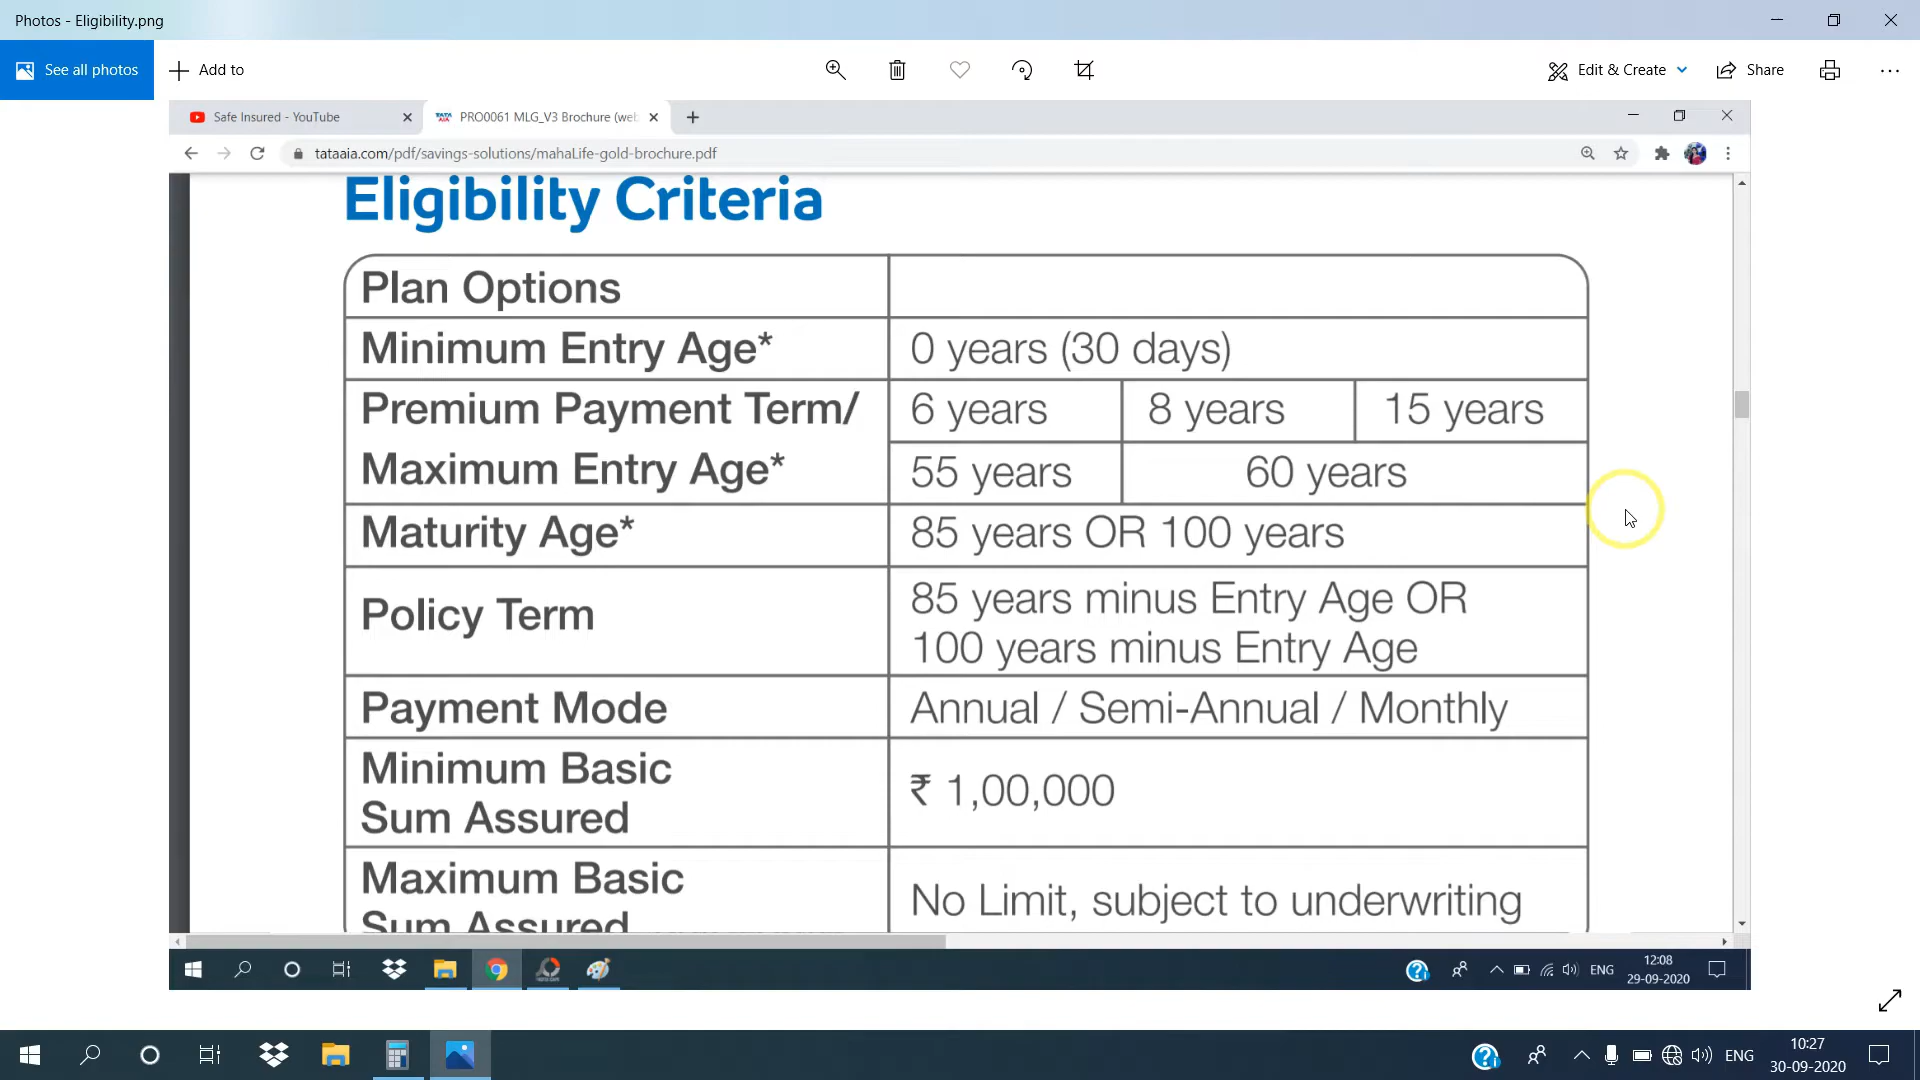 Photos - Eligibility.png
See all photos
Add to
Edit & Create
Share
Safe Insured - YouTube
PRO0061 MLG_V3 Brochure (web
tataaia.com/pdf/savings-solutions/mahaLife-gold-brochure.pdf
Eligibility Criteria
Plan Options
Minimum Entry Age* 0 years (30 days)
Premium Payment Term/ 6 years 8 years 15 years
Maximum Entry Age* 55 years 60 years
Maturity Age* 85 years OR 100 years
Policy Term 85 years minus Entry Age OR
100 years minus Entry Age
Payment Mode Annual / Semi-Annual / Monthly
Minimum Basic
Sum Assured ₹ 1,00,000
Maximum Basic
Sum Assured No Limit, subject to underwriting
ENG 12:08
29-09-2020
ENG 10:27
30-09-2020